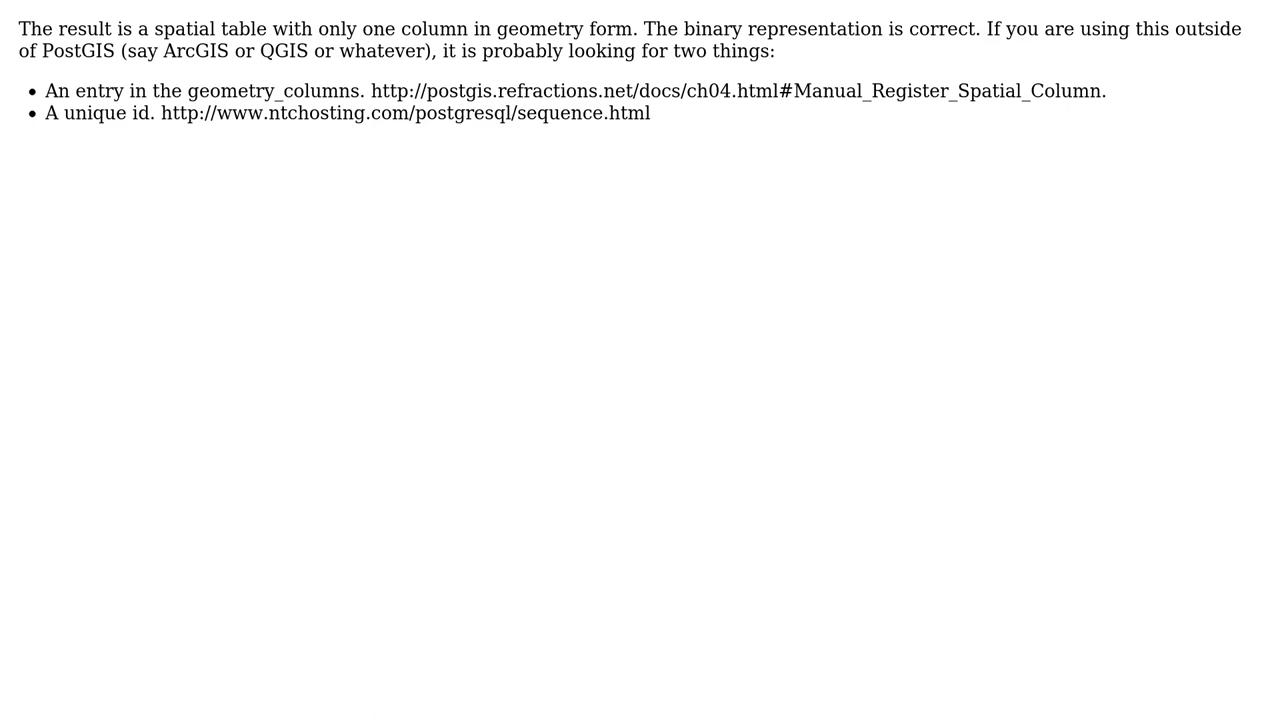 The result is a spatial table with only one column in geometry form. The binary representation is correct. If you are using this outside
of PostGIS (say ArcGIS or QGIS or whatever), it is probably looking for two things:
• An entry in the geometry_columns. http://postgis.refractions.net/docs/ch04.html#Manual_Register_Spatial_Column.
• A unique id. http://www.ntchosting.com/postgresql/sequence.html